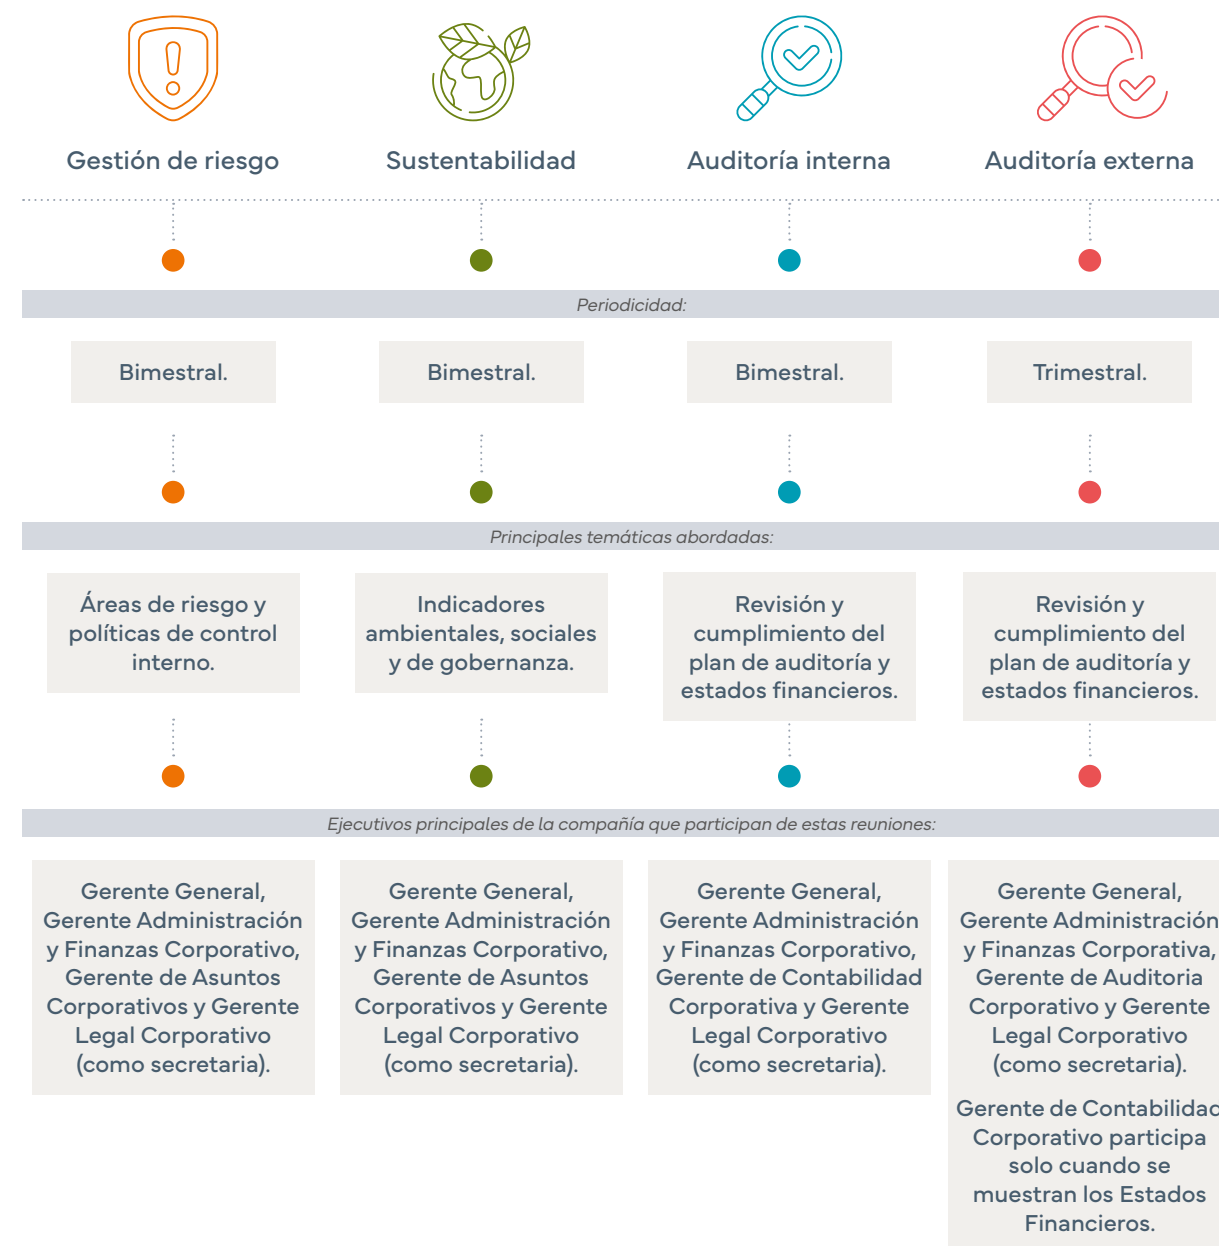 Gestión de riesgo
Sustentabilidad
Auditoría interna
Auditoría externa
Periodicidad:
Bimestral.
Bimestral.
Bimestral.
Trimestral.
Principales temáticas abordadas:
Áreas de riesgo y
políticas de control
interno.
Indicadores
ambientales, sociales
y de gobernanza.
Revisión y
cumplimiento del
plan de auditoría y
estados financieros.
Revisión y
cumplimiento del
plan de auditoría y
estados financieros.
Ejecutivos principales de la compañía que participan de estas reuniones:
Gerente General,
Gerente Administración
y Finanzas Corporativo,
Gerente de Asuntos
Corporativos y Gerente
Legal Corporativo
(como secretaria).
Gerente General,
Gerente Administración
y Finanzas Corporativo,
Gerente de Asuntos
Corporativos y Gerente
Legal Corporativo
(como secretaria).
Gerente General,
Gerente Administración
y Finanzas Corporativo,
Gerente de Contabilidad
Corporativa y Gerente
Legal Corporativo
(como secretaria).
Gerente General,
Gerente Administración
y Finanzas Corporativa,
Gerente de Auditoria
Corporativo y Gerente
Legal Corporativo
(como secretaria).
Gerente de Contabilidad
Corporativo participa
solo cuando se
muestran los Estados
Financieros.